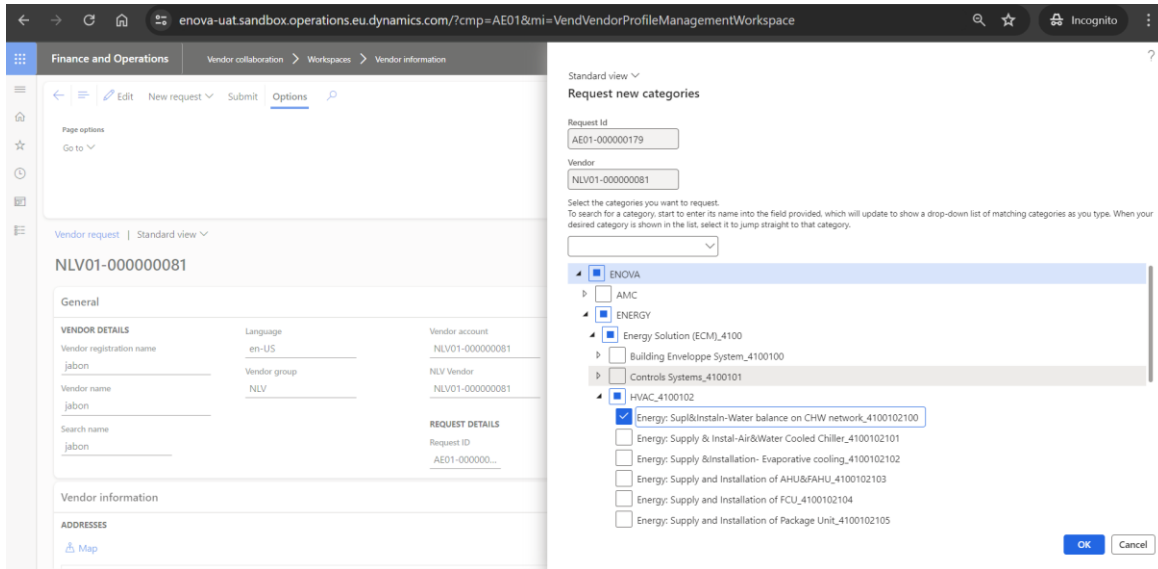 enova-uat.sandbox.operations.eu.dynamics.com/?cmp=AE01&mi=VendVendorProfileManagementWorkspace
Incognito
Finance and Operations
Vendor collaboration > Workspaces > Vendor information
?
Edit New request Submit Options
Page options
Go to
Vendor request | Standard view
NLV01-000000081
General
VENDOR DETAILS
Vendor registration name
jabon
Vendor name
jabon
Search name
jabon
Language
en-US
Vendor group
NLV
Vendor account
NLV01-000000081
NLV Vendor
NLV01-000000081
REQUEST DETAILS
Request ID
AE01-000000...
Vendor information
ADDRESSES
Map
Standard view
Request new categories
Request Id
AE01-000000179
Vendor
NLV01-000000081
Select the categories you want to request.
To search for a category, start to enter its name into the field provided, which will update to show a drop-down list of matching categories as you type. When your
desired category is shown in the list, select it to jump straight to that category.
ENOVA
AMC
ENERGY
Energy Solution (ECM)_4100
Building Enveloppe System_4100100
Controls Systems_4100101
HVAC_4100102
Energy: Supl&Instaln-Water balance on CHW network_4100102100
Energy: Supply & Instal-Air&Water Cooled Chiller_4100102101
Energy: Supply &Installation- Evaporative cooling_4100102102
Energy: Supply and Installation of AHU&FAHU_4100102103
Energy: Supply and Installation of FCU_4100102104
Energy: Supply and Installation of Package Unit_4100102105
OK Cancel